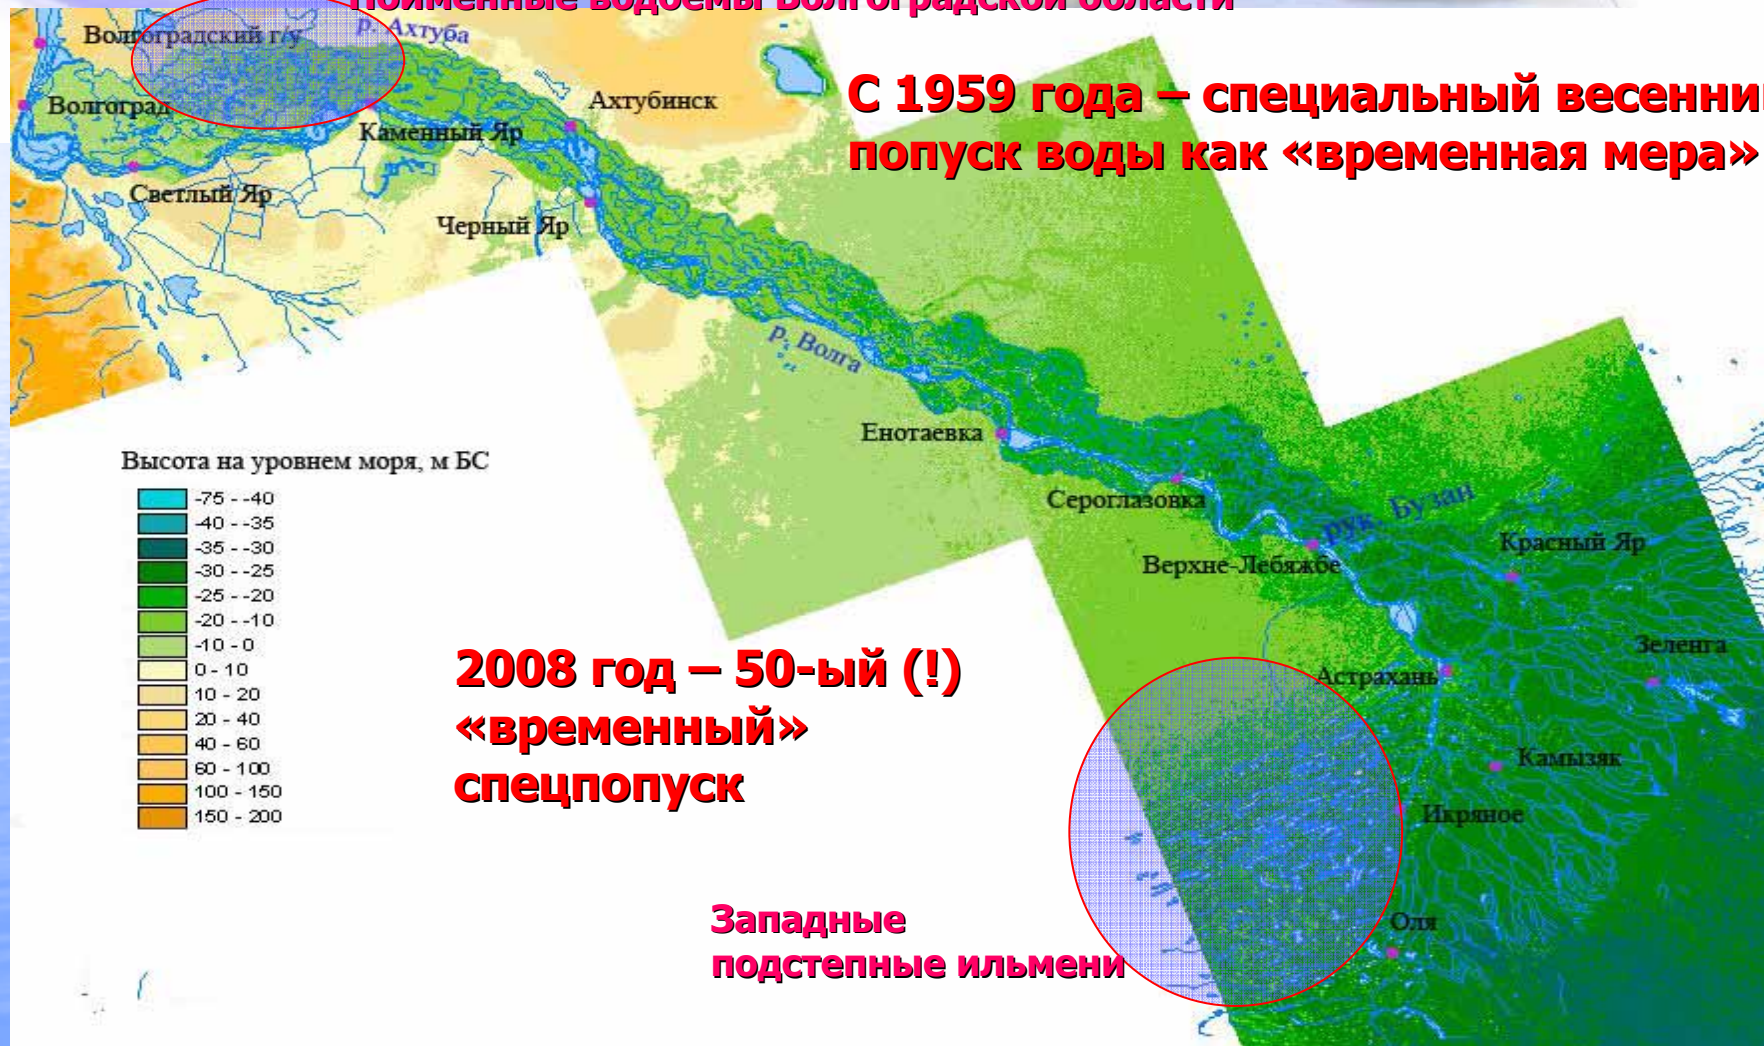 Пойменные водоемы Волгоградской области
Волгоградский г/у
р. Ахтуба
Волгоград
Ахтубинск
Каменный Яр
Светлый Яр
Черный Яр
С 1959 года – специальный весенний
попуск воды как «временная мера»
р. Волга
Енотаевка
Сероглазовка
рук. Бузан
Верхне-Лебяжбе
Красный Яр
Зеленга
Астрахань
Камызяк
Икряное
Оля
Высота на уровнем моря, м БС
-75 - -40
-40 - -35
-35 - -30
-30 - -25
-25 - -20
-20 - -10
-10 - 0
0 - 10
10 - 20
20 - 40
40 - 60
60 - 100
100 - 150
150 - 200
2008 год – 50-ый (!)
«временный»
спецпопуск
Западные
подстепные ильмени